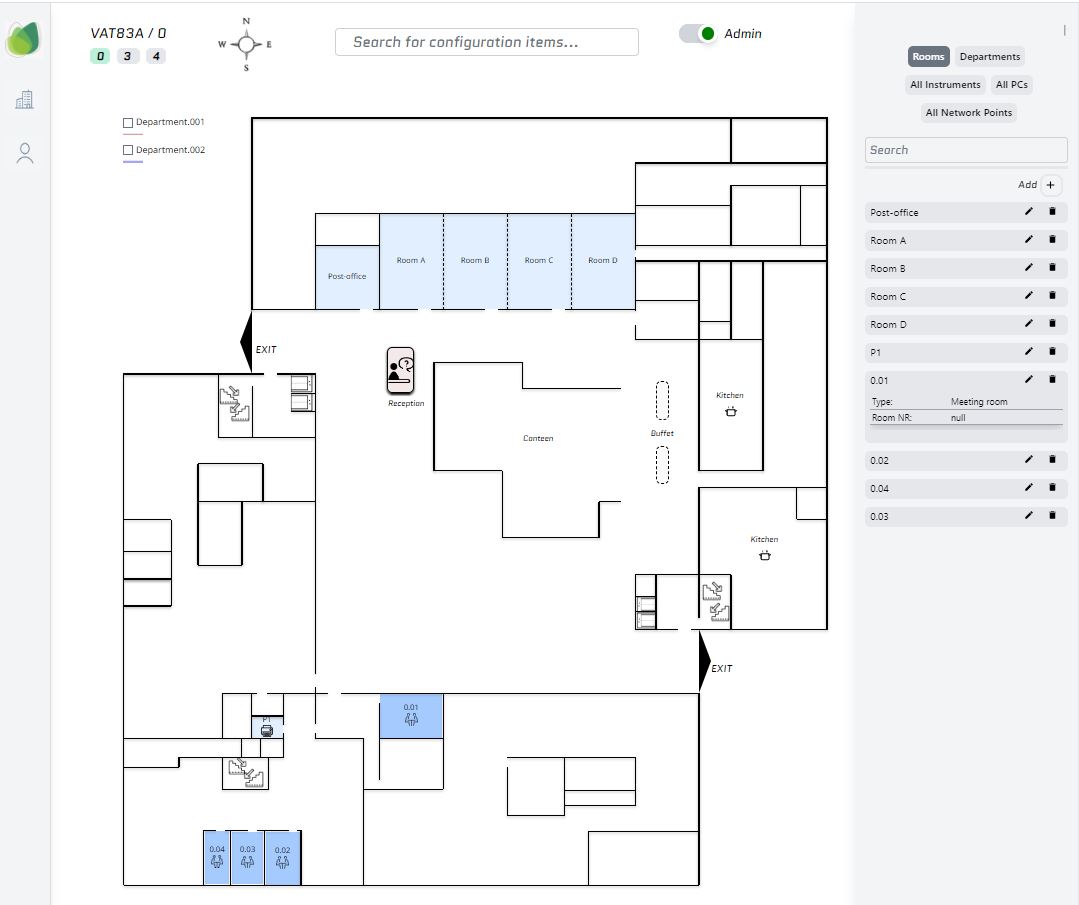 VAT83A / 0
0 3 4
N
W E
S
Search for configuration items...
Admin
Rooms Departments
All Instruments All PCs
All Network Points
Search
Add +
Department.001
Department.002
Post-office
Room A
Room B
Room C
Room D
EXIT
Reception
Canteen
Buffet
Kitchen
Kitchen
EXIT
P1
0.01
0.04
0.03
0.02
Post-office
Room A
Room B
Room C
Room D
P1
0.01
Type: Meeting room
Room NR: null
0.02
0.04
0.03